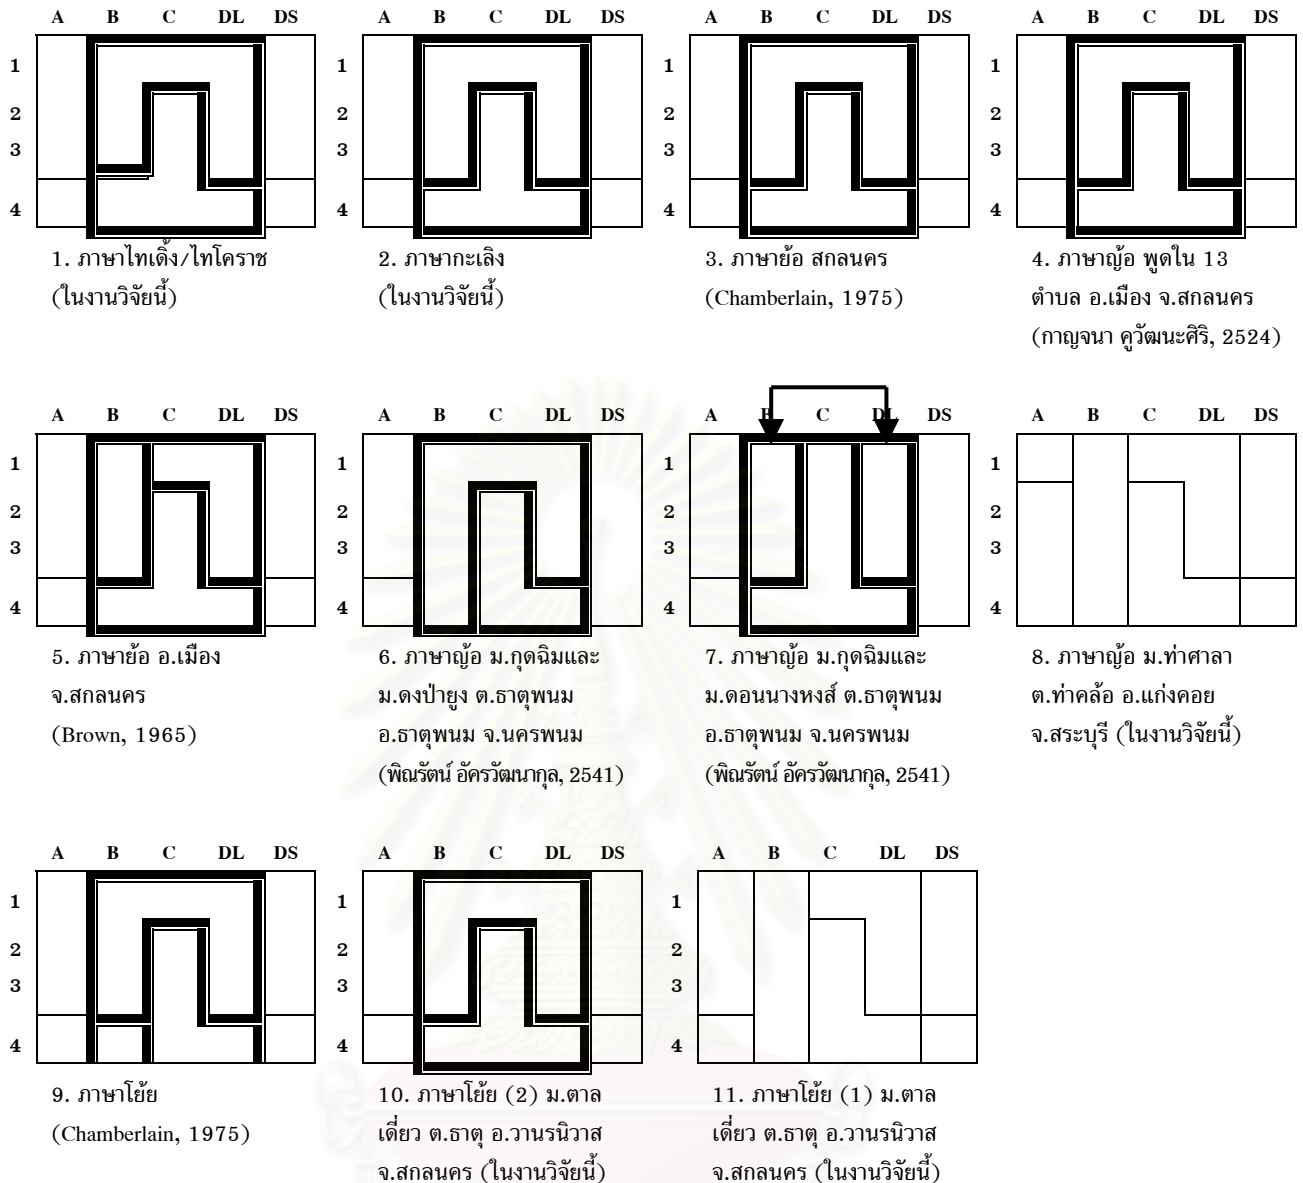 A B C DL DS
1
2
3
4
1. ภาษาไทเดิ้ง/ไทโคราช
(ในงานวิจัยนี้)
A B C DL DS
1
2
3
4
2. ภาษากะเลิง
(ในงานวิจัยนี้)
A B C DL DS
1
2
3
4
3. ภาษาย้อ สกลนคร
(Chamberlain, 1975)
A B C DL DS
1
2
3
4
4. ภาษาญ้อ พูดใน 13
ตำบล อ.เมือง จ.สกลนคร
(กาญจนา คูวัฒนะศิริ, 2524)
A B C DL DS
1
2
3
4
5. ภาษาย้อ อ.เมือง
จ.สกลนคร
(Brown, 1965)
A B C DL DS
1
2
3
4
6. ภาษาญ้อ ม.กุดฉิมและ
ม.ดงป่ายูง ต.ธาตุพนม
อ.ธาตุพนม จ.นครพนม
(พิณรัตน์ อัครวัฒนากุล, 2541)
A B C DL DS
1
2
3
4
7. ภาษาญ้อ ม.กุดฉิมและ
ม.ดอนนางหงส์ ต.ธาตุพนม
อ.ธาตุพนม จ.นครพนม
(พิณรัตน์ อัครวัฒนากุล, 2541)
A B C DL DS
1
2
3
4
8. ภาษาญ้อ ม.ท่าศาลา
ต.ท่าคล้อ อ.แก่งคอย
จ.สระบุรี (ในงานวิจัยนี้)
A B C DL DS
1
2
3
4
9. ภาษาโย้ย
(Chamberlain, 1975)
A B C DL DS
1
2
3
4
10. ภาษาโย้ย (2) ม.ตาล
เดี่ยว ต.ธาตุ อ.วานรนิวาส
จ.สกลนคร (ในงานวิจัยนี้)
A B C DL DS
1
2
3
4
11. ภาษาโย้ย (1) ม.ตาล
เดี่ยว ต.ธาตุ อ.วานรนิวาส
จ.สกลนคร (ในงานวิจัยนี้)